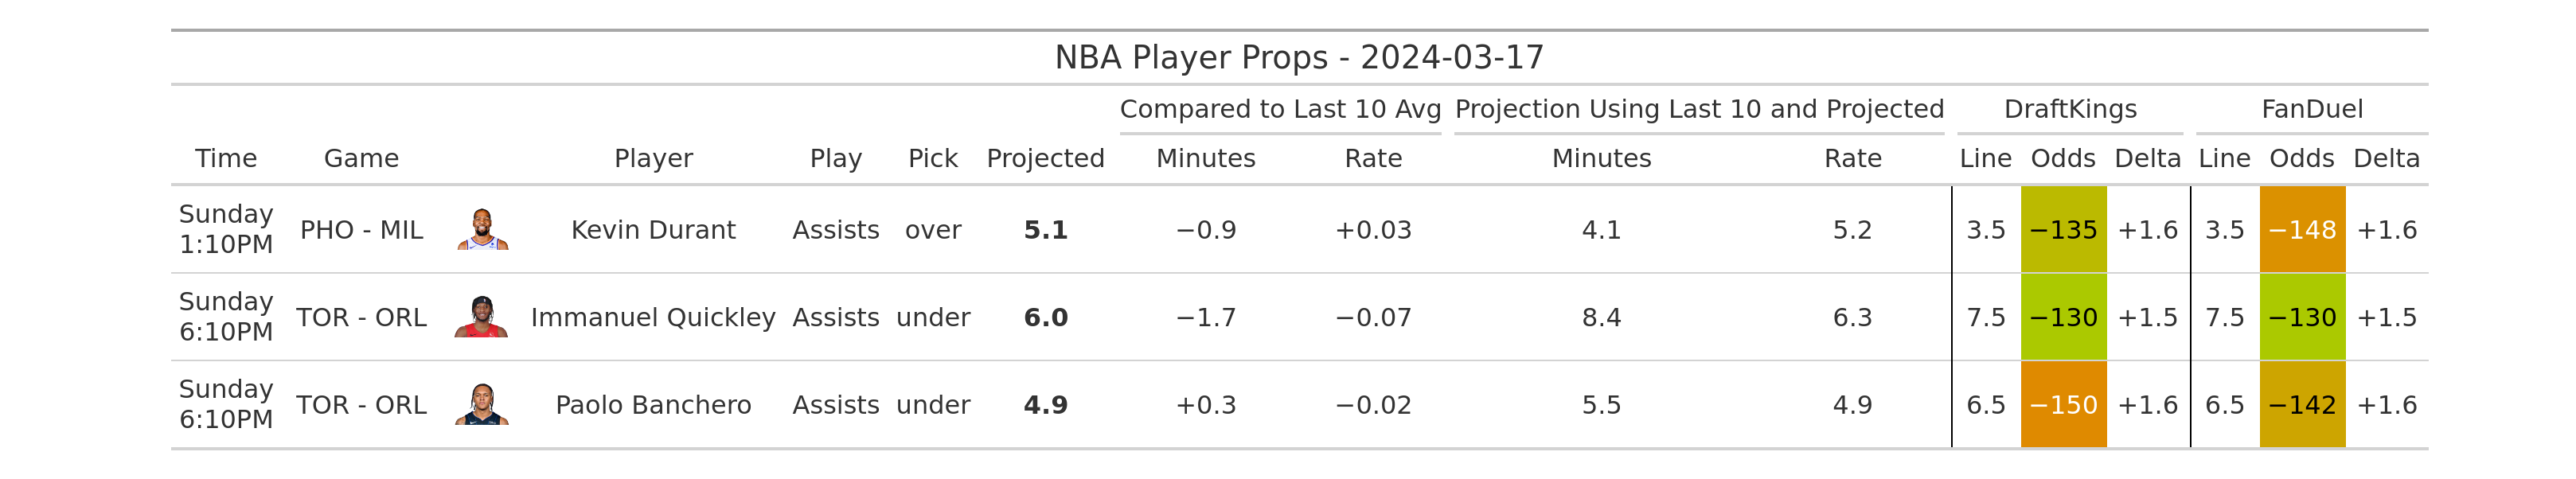 NBA Player Props - 2024-03-17
Compared to Last 10 Avg Projection Using Last 10 and Projected DraftKings FanDuel
Time Game Player Play Pick Projected Minutes Rate Minutes Rate Line Odds Delta Line Odds Delta
Sunday
1:10PM PHO - MIL Kevin Durant Assists over 5.1 −0.9 +0.03 4.1 5.2 3.5 −135 +1.6 3.5 −148 +1.6
Sunday
6:10PM TOR - ORL Immanuel Quickley Assists under 6.0 −1.7 −0.07 8.4 6.3 7.5 −130 +1.5 7.5 −130 +1.5
Sunday
6:10PM TOR - ORL Paolo Banchero Assists under 4.9 +0.3 −0.02 5.5 4.9 6.5 −150 +1.6 6.5 −142 +1.6